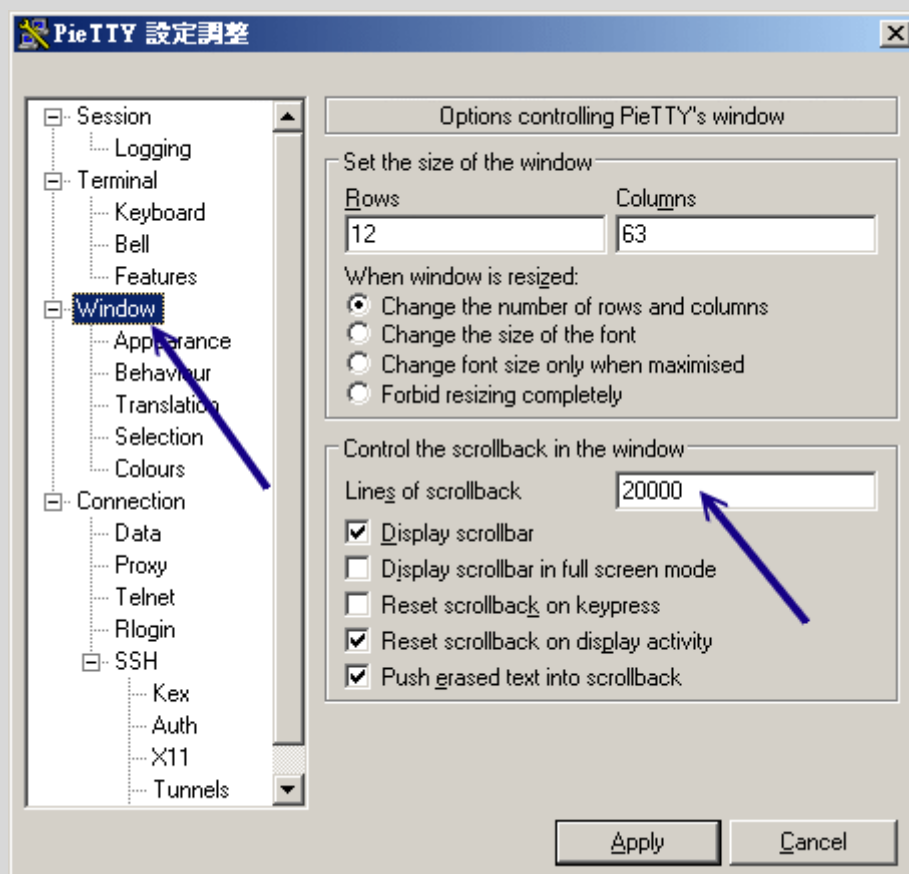 PieTTY 設定調整
Session
Logging
Terminal
Keyboard
Bell
Features
Window
Appearance
Behaviour
Translation
Selection
Colours
Connection
Data
Proxy
Telnet
Rlogin
SSH
Kex
Auth
X11
Tunnels
Options controlling PieTTY's window
Set the size of the window
Rows Columns
12 63
When window is resized:
Change the number of rows and columns
Change the size of the font
Change font size only when maximised
Forbid resizing completely
Control the scrollback in the window
Lines of scrollback 20000
Display scrollbar
Display scrollbar in full screen mode
Reset scrollback on keypress
Reset scrollback on display activity
Push erased text into scrollback
Apply Cancel